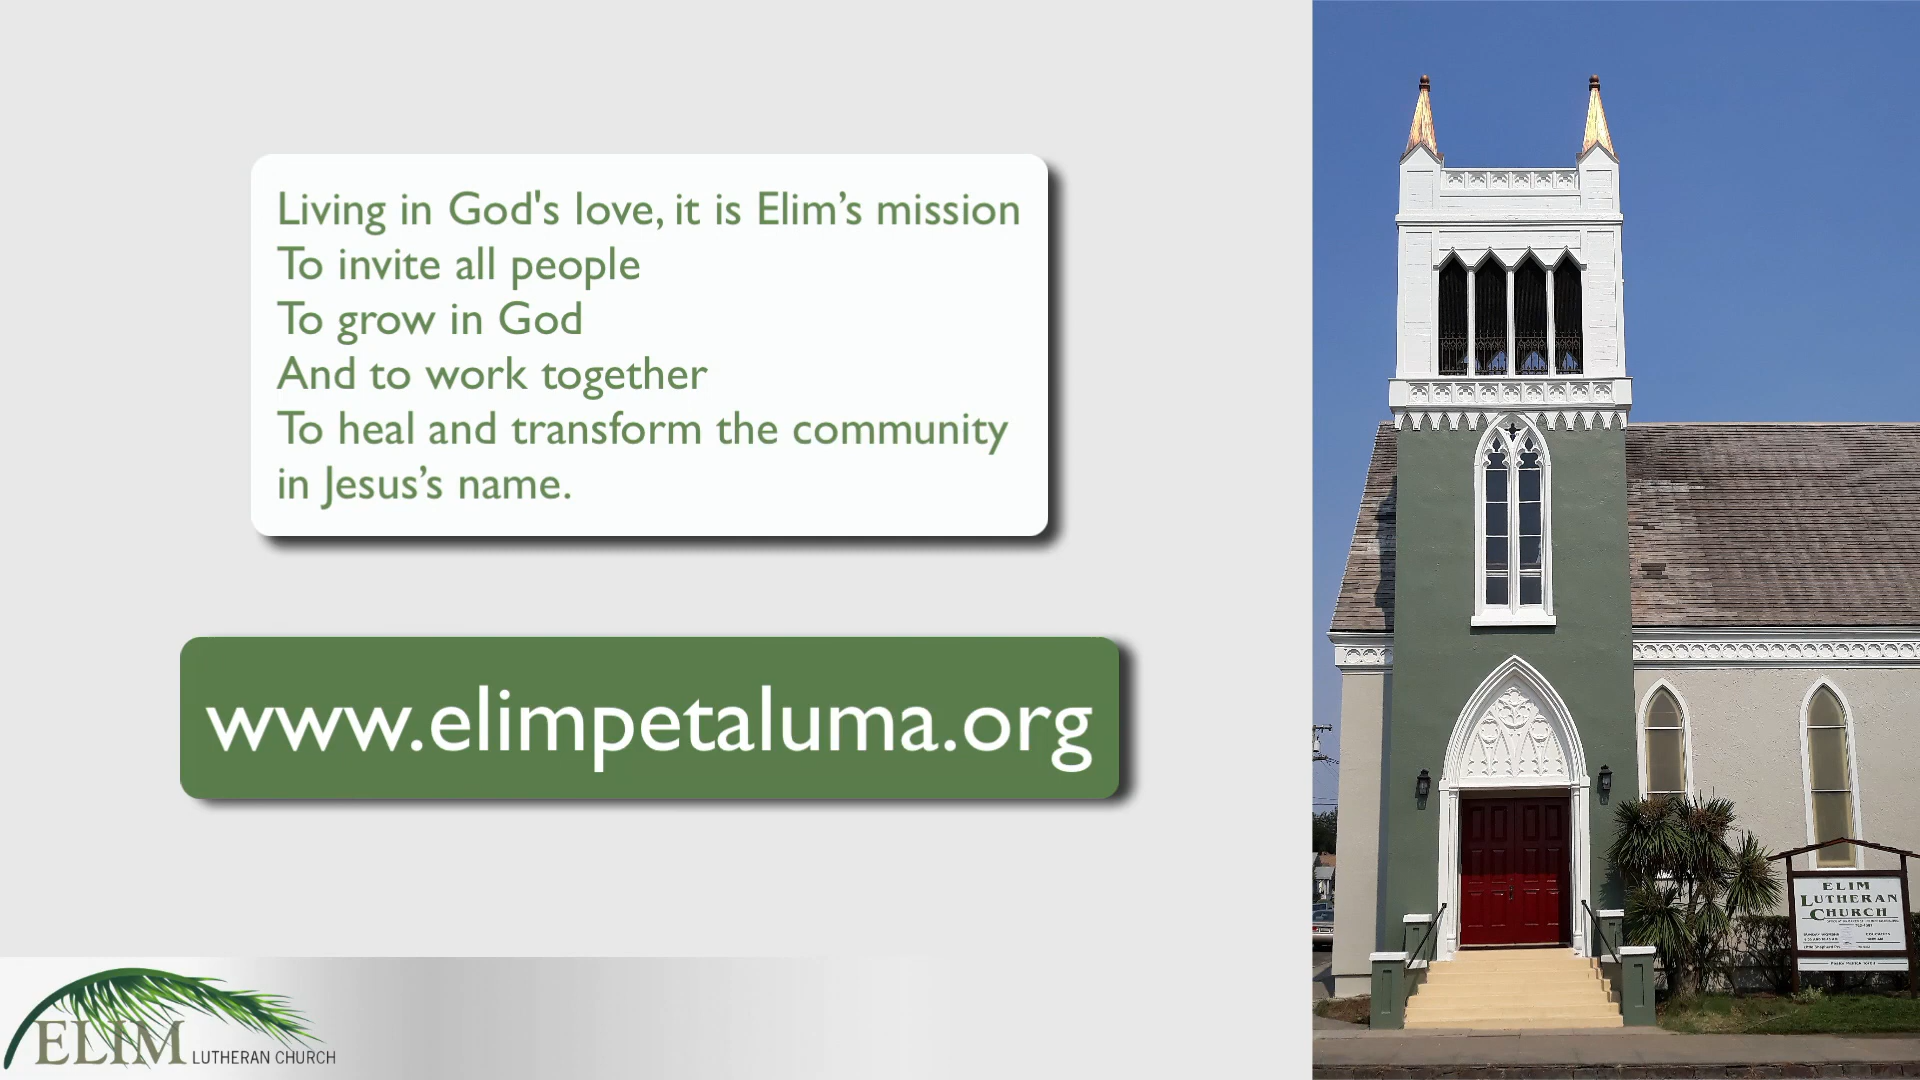 Living in God's love, it is Elim’s mission
To invite all people
To grow in God
And to work together
To heal and transform the community
in Jesus’s name.
www.elimpetaluma.org
ELIM LUTHERAN CHURCH
ELIM
LUTHERAN
CHURCH